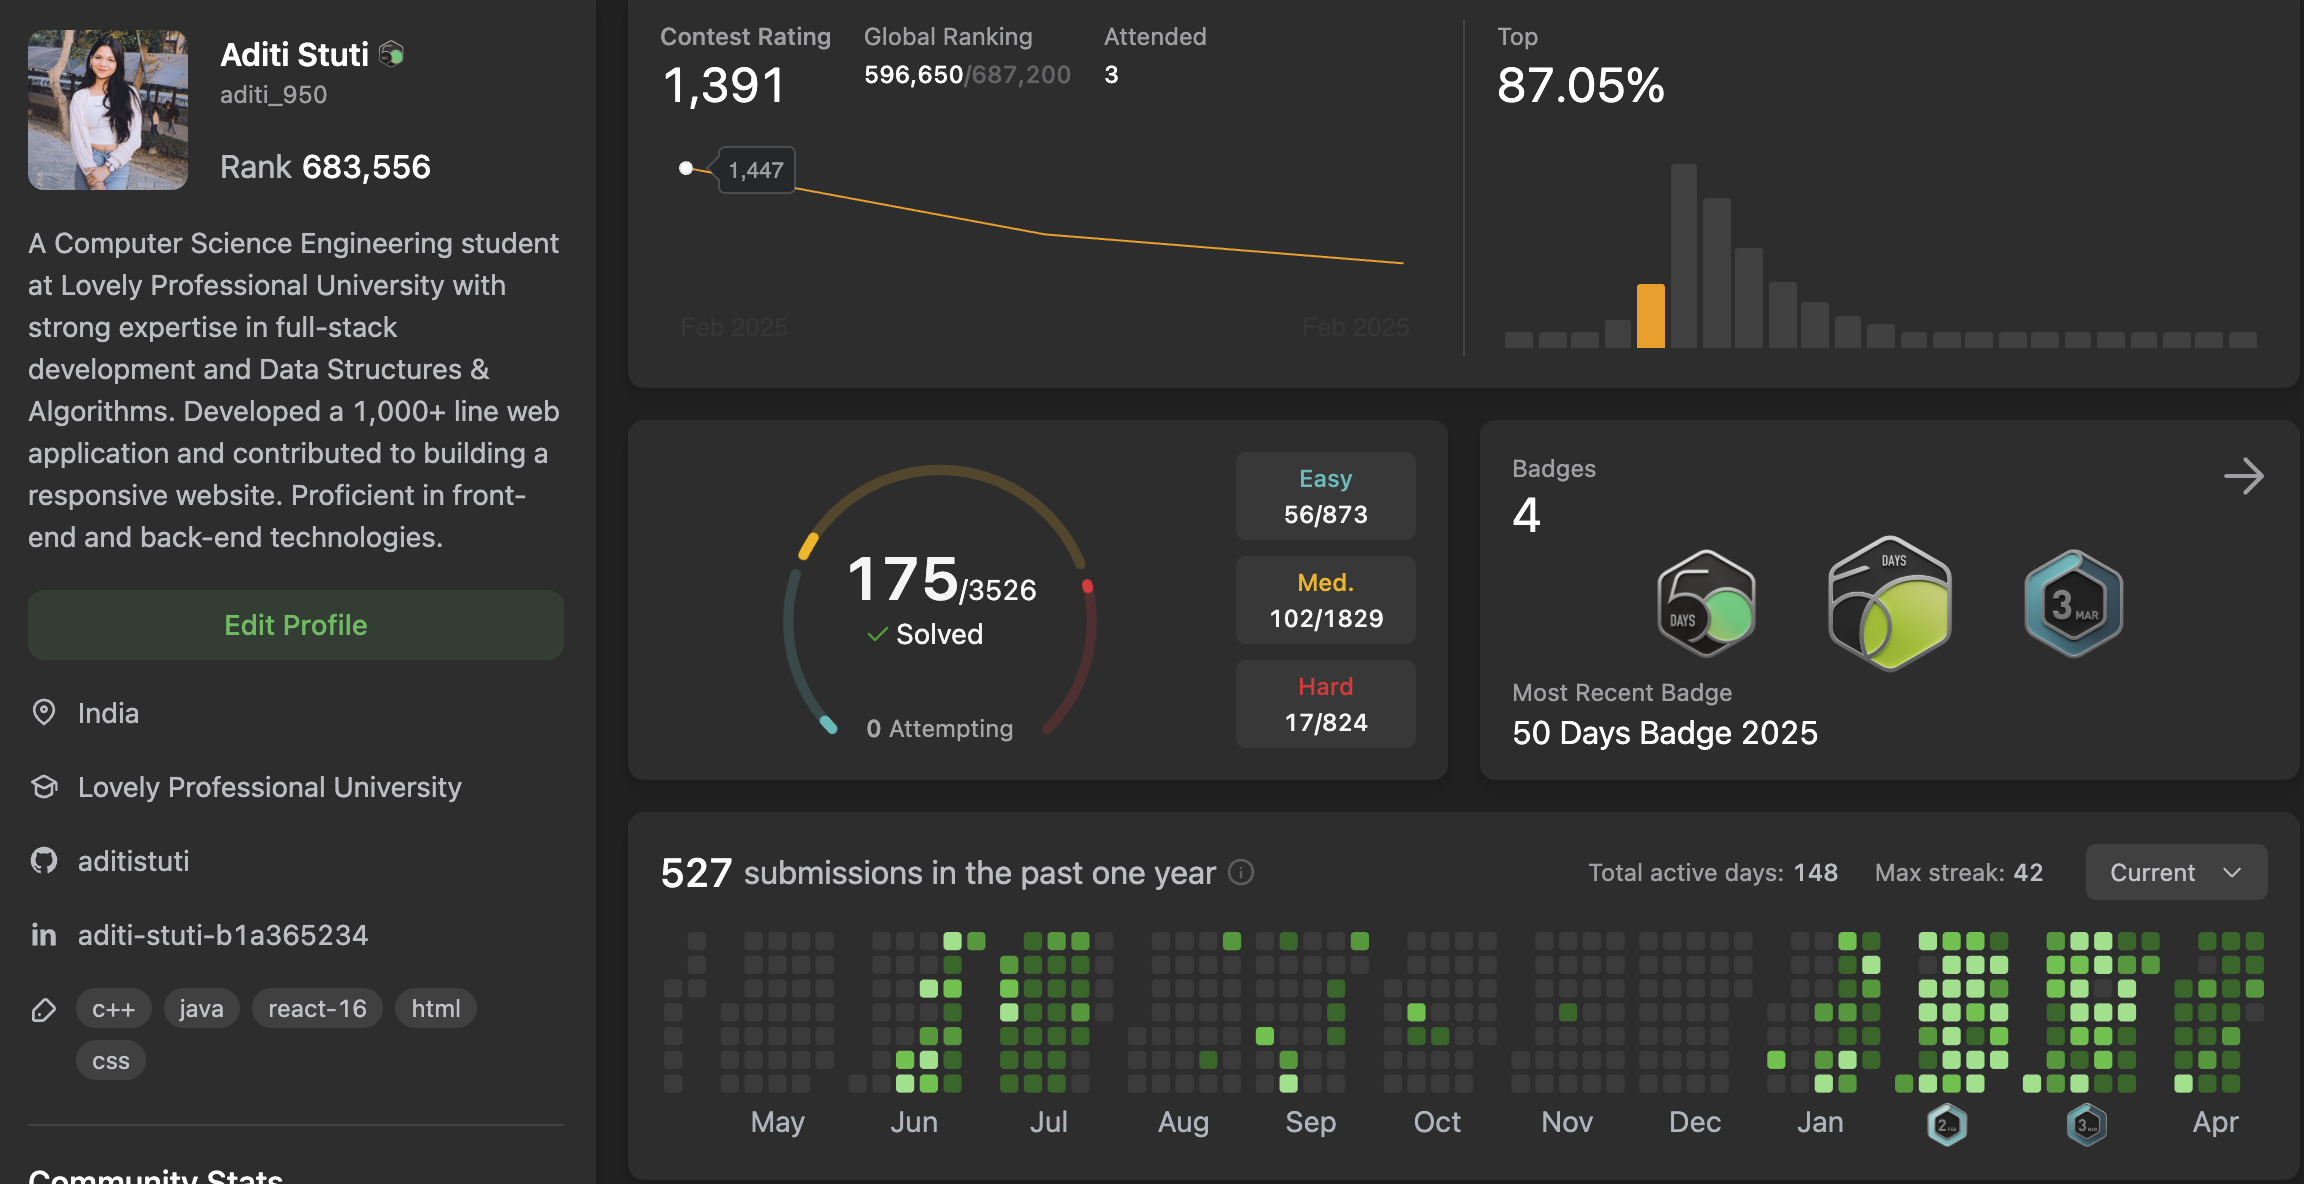 Aditi Stuti
aditi_950
Rank 683,556
A Computer Science Engineering student
at Lovely Professional University with
strong expertise in full-stack
development and Data Structures &
Algorithms. Developed a 1,000+ line web
application and contributed to building a
responsive website. Proficient in front-
end and back-end technologies.
Edit Profile
India
Lovely Professional University
aditistuti
in aditi-stuti-b1a365234
c++ java react-16 html
css
Community Stats
Contest Rating Global Ranking Attended
1,391 596,650/687,200 3
1,447
Feb 2025 Feb 2025
Top
87.05%
175/3526
Solved
0 Attempting
Easy
56/873
Med.
102/1829
Hard
17/824
Badges
4
5 DAYS
DAYS
3 MAR
Most Recent Badge
50 Days Badge 2025
527 submissions in the past one year
Total active days: 148 Max streak: 42 Current
May Jun Jul Aug Sep Oct Nov Dec Jan 2 3 Apr